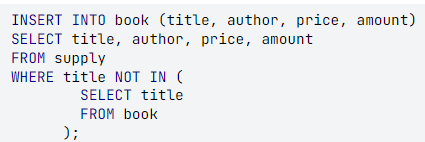 INSERT INTO book (title, author, price, amount)
SELECT title, author, price, amount
FROM supply
WHERE title NOT IN (
        SELECT title
        FROM book
      );